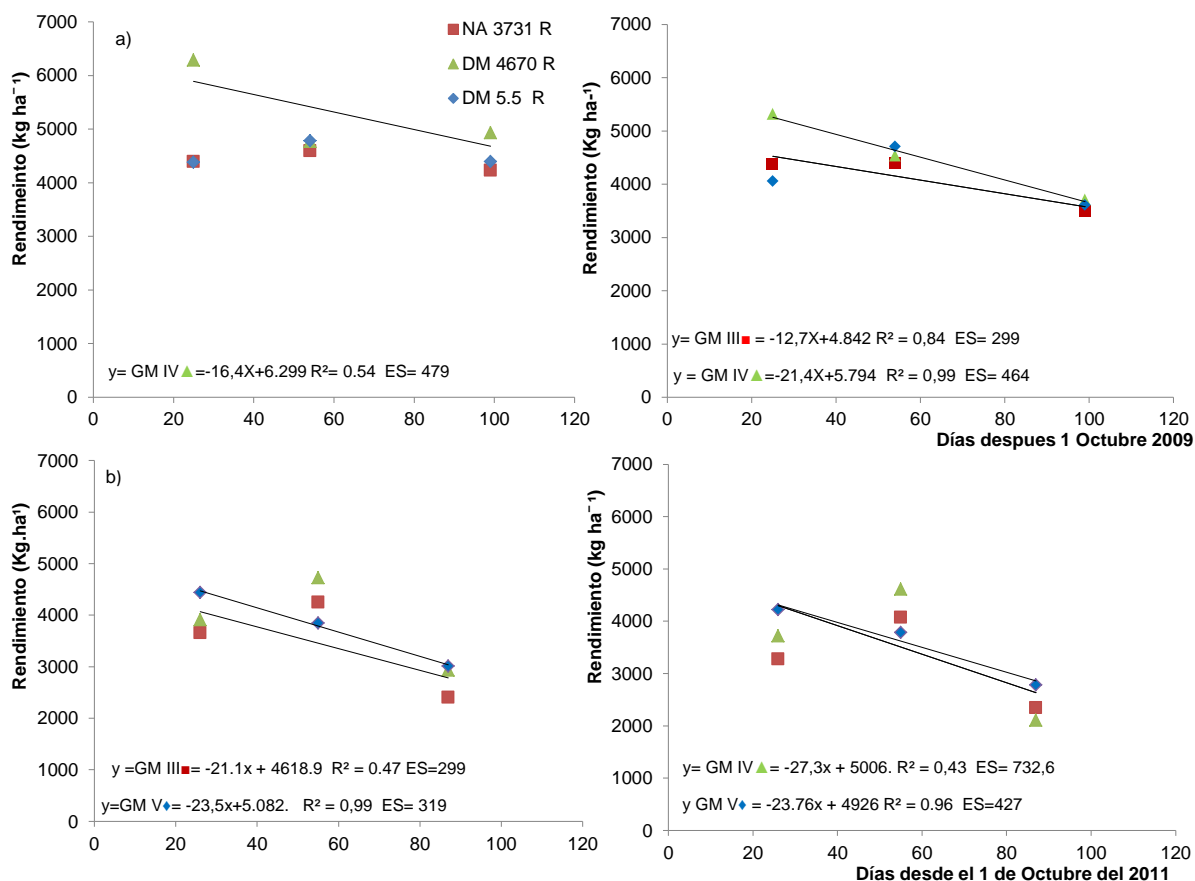 a)
NA 3731 R
DM 4670 R
DM 5.5 R
Rendimeinto (kg ha⁻¹)
7000
6000
5000
4000
3000
2000
1000
0
0 20 40 60 80 100 120
y= GM IV =-16,4X+6.299 R²= 0.54 ES= 479
Rendimiento (Kg ha-¹)
7000
6000
5000
4000
3000
2000
1000
0
0 20 40 60 80 100 120
y= GM III = -12,7X+4.842 R² = 0,84 ES= 299
y = GM IV =-21,4X+5.794 R² = 0,99 ES= 464
Días despues 1 Octubre 2009
b)
Rendimiento (Kg.ha¹)
7000
6000
5000
4000
3000
2000
1000
0
0 20 40 60 80 100 120
y =GM III = -21.1x + 4618.9 R² = 0.47 ES=299
y=GM V = -23,5x+5.082. R² = 0,99 ES= 319
Rendimiento (kg ha⁻¹)
7000
6000
5000
4000
3000
2000
1000
0
0 20 40 60 80 100 120
y= GM IV =-27,3x + 5006. R² = 0,43 ES= 732,6
y GM V = -23.76x + 4926 R² = 0.96 ES=427
Días desde el 1 de Octubre del 2011